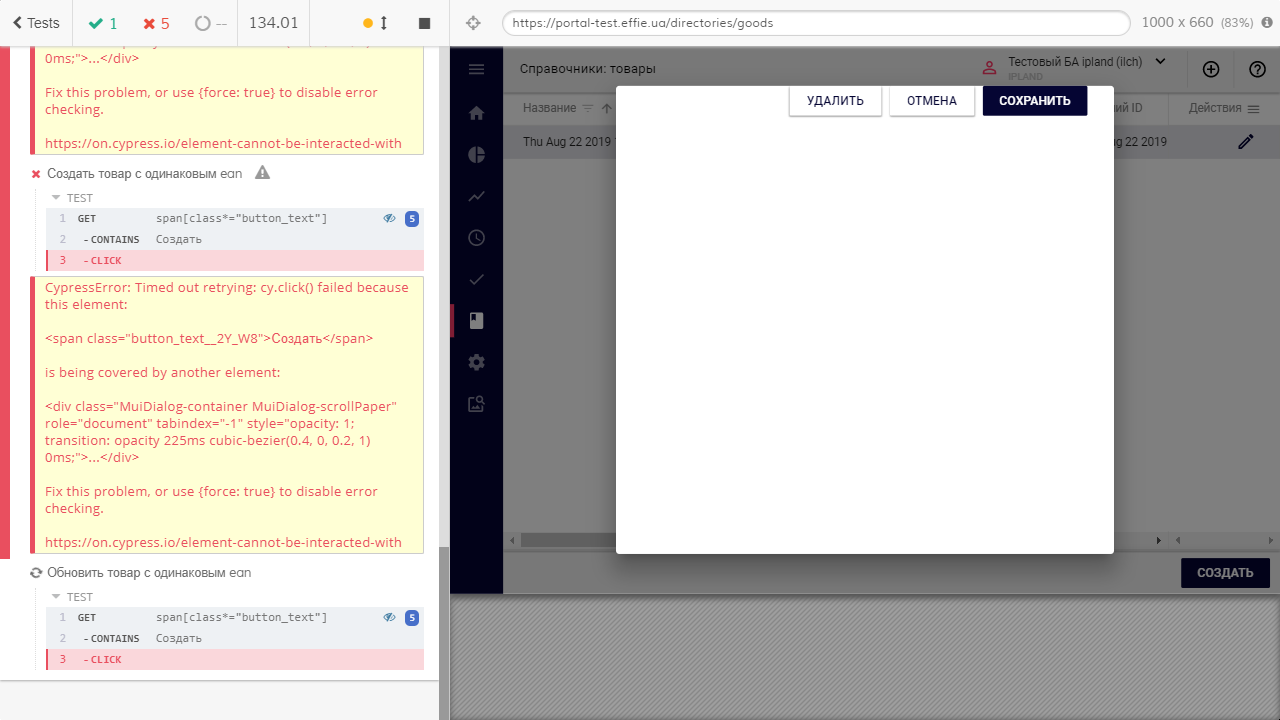 Tests
1
5
--
134.01
https://portal-test.effie.ua/directories/goods
1000 x 660 (83%)
0ms;">...</div>
Fix this problem, or use {force: true} to disable error
checking.
https://on.cypress.io/element-cannot-be-interacted-with
Создать товар с одинаковым ean
TEST
1 GET span[class*="button_text"] 5
2 - CONTAINS Создать
3 - CLICK
CypressError: Timed out retrying: cy.click() failed because
this element:
<span class="button_text__2Y_W8">Создать</span>
is being covered by another element:
<div class="MuiDialog-container MuiDialog-scrollPaper"
role="document" tabindex="-1" style="opacity: 1;
transition: opacity 225ms cubic-bezier(0.4, 0, 0.2, 1)
0ms;">...</div>
Fix this problem, or use {force: true} to disable error
checking.
https://on.cypress.io/element-cannot-be-interacted-with
Обновить товар с одинаковым ean
TEST
1 GET span[class*="button_text"] 5
2 - CONTAINS Создать
3 - CLICK
Справочники: товары
Тестовый БА ipland (ilch)
IPLAND
Название
ID
Действия
Thu Aug 22 2019
22 2019
УДАЛИТЬ
ОТМЕНА
СОХРАНИТЬ
СОЗДАТЬ